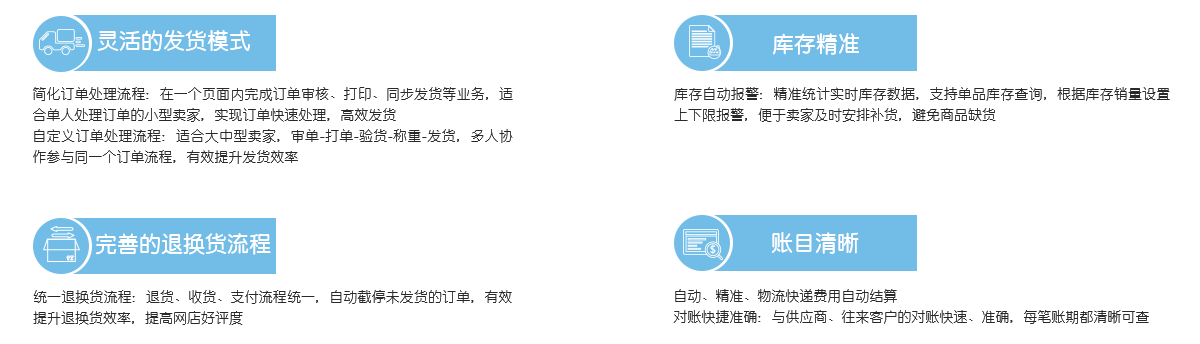 灵活的发货模式
简化订单处理流程：在一个页面内完成订单审核、打印、同步发货等业务，适
合单人处理订单的小型卖家，实现订单快速处理，高效发货
自定义订单处理流程：适合大中型卖家，审单-打单-验货-称重-发货，多人协
作参与同一个订单流程，有效提升发货效率
库存精准
库存自动报警：精准统计实时库存数据，支持单品库存查询，根据库存销量设置
上下限报警，便于卖家及时安排补货，避免商品缺货
完善的退换货流程
统一退换货流程：退货、收货、支付流程统一，自动截停未发货的订单，有效
提升退换货效率，提高网店好评度
账目清晰
自动、精准、物流快递费用自动结算
对账快捷准确：与供应商、往来客户的对账快速、准确，每笔账期都清晰可查